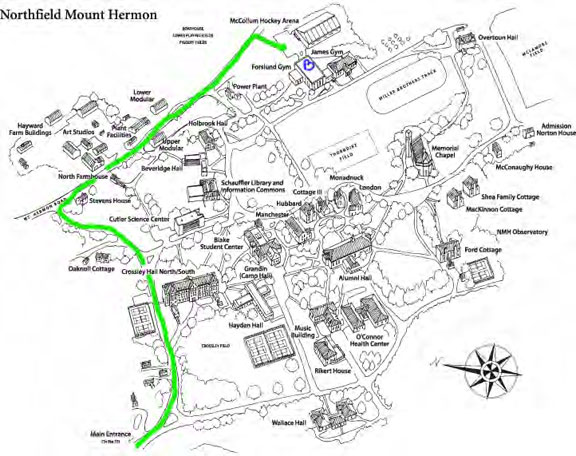 Northfield Mount Hermon
McCollum Hockey Arena
James Gym
Forslund Gym
Overtoun Hall
MCLAMORE
FIELD
Power Plant
MILLER BROTHERS TRACK
Lower
Modular
Hayward
Farm Buildings
Art Studios
Plant
Facilities
Holbrook Hall
Upper
Modular
THORNDIKE
FIELD
Memorial
Chapel
Admission
Norton House
Beveridge Hall
McConaughy House
North Farmhouse
Schauffler Library and
Information Commons
Monadnock
Cottage III
London
Hubbard
Shea Family Cottage
MacKinnon Cottage
MT. HERMON ROAD
Stevens House
Manchester
Cutler Science Center
NMH Observatory
Blake
Student Center
Ford Cottage
Oaknoll Cottage
Crossley Hall North/South
Grandin
(Camp Hall)
Alumni Hall
Hayden Hall
Music
Building
O'Connor
Health Center
CROSSLEY FIELD
Rikert House
N
Wallace Hall
Main Entrance